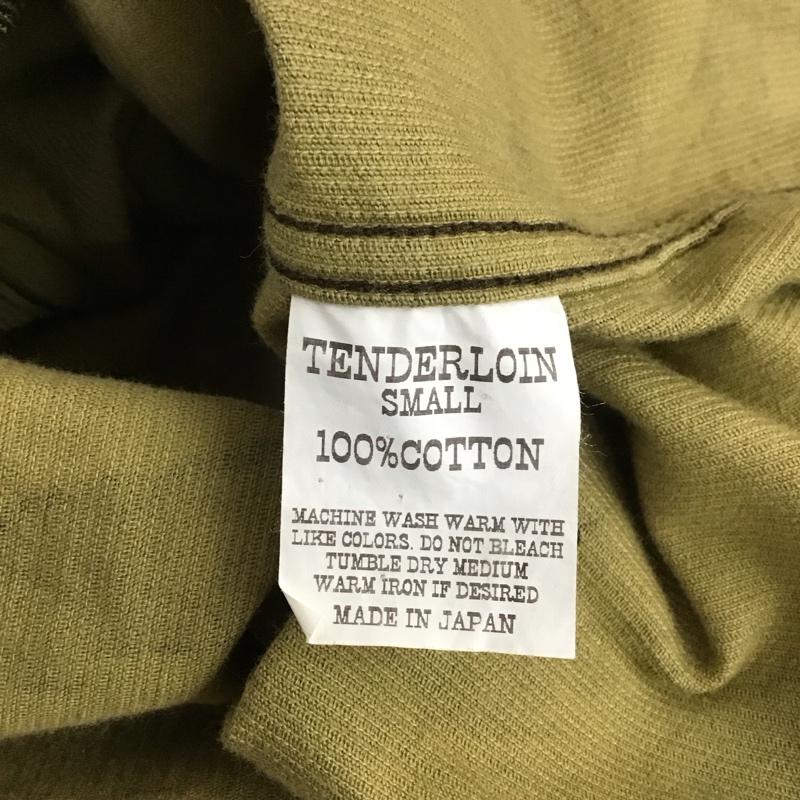 TENDERLOIN
SMALL
100%COTTON
MACHINE WASH WARM WITH
LIKE COLORS. DO NOT BLEACH
TUMBLE DRY MEDIUM
WARM IRON IF DESIRED
MADE IN JAPAN